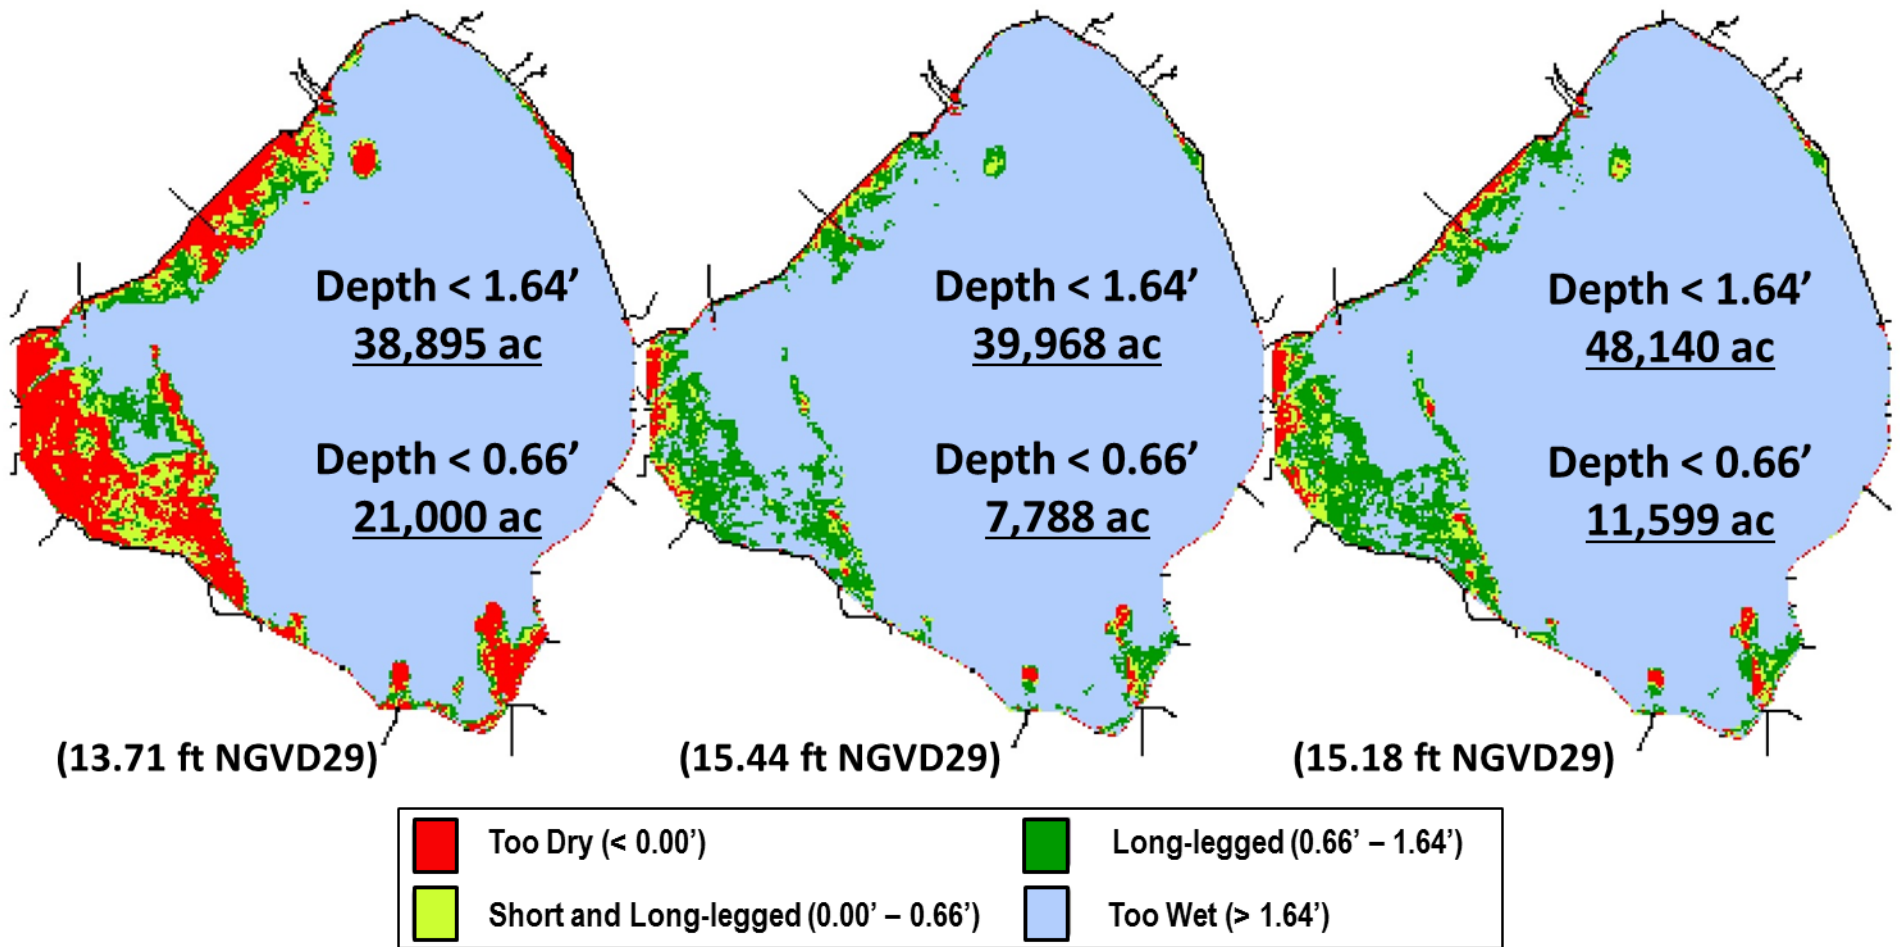 Depth < 1.64’
38,895 ac
Depth < 0.66’
21,000 ac
(13.71 ft NGVD29)
Depth < 1.64’
39,968 ac
Depth < 0.66’
7,788 ac
(15.44 ft NGVD29)
Depth < 1.64’
48,140 ac
Depth < 0.66’
11,599 ac
(15.18 ft NGVD29)
Too Dry (< 0.00’)
Long-legged (0.66’ – 1.64’)
Short and Long-legged (0.00’ – 0.66’)
Too Wet (> 1.64’)